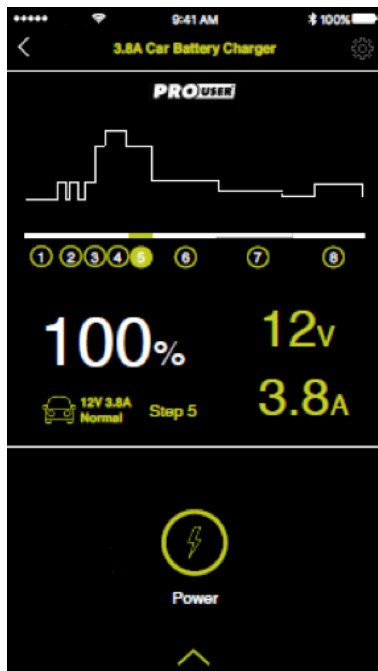 9:41 AM
100%
3.8A Car Battery Charger
PROUSER
1 2 3 4 5 6 7 8
100%
12v
12V 3.8A
Normal
Step 5
3.8A
Power